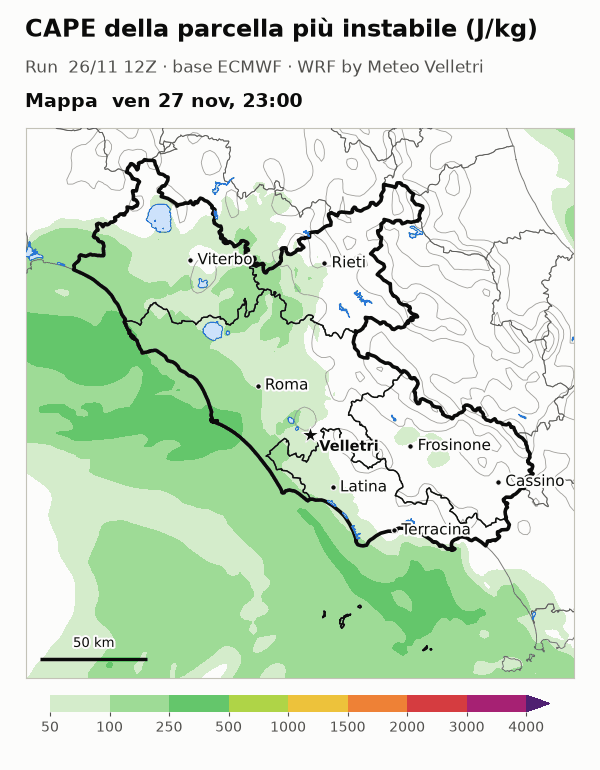 CAPE della parcella più instabile (J/kg)
Run  26/11 12Z · base ECMWF · WRF by Meteo Velletri
Mappa  ven 27 nov, 23:00
Viterbo
Rieti
Roma
Velletri
Frosinone
Latina
Cassino
Terracina
50 km
50 100 250 500 1000 1500 2000 3000 4000